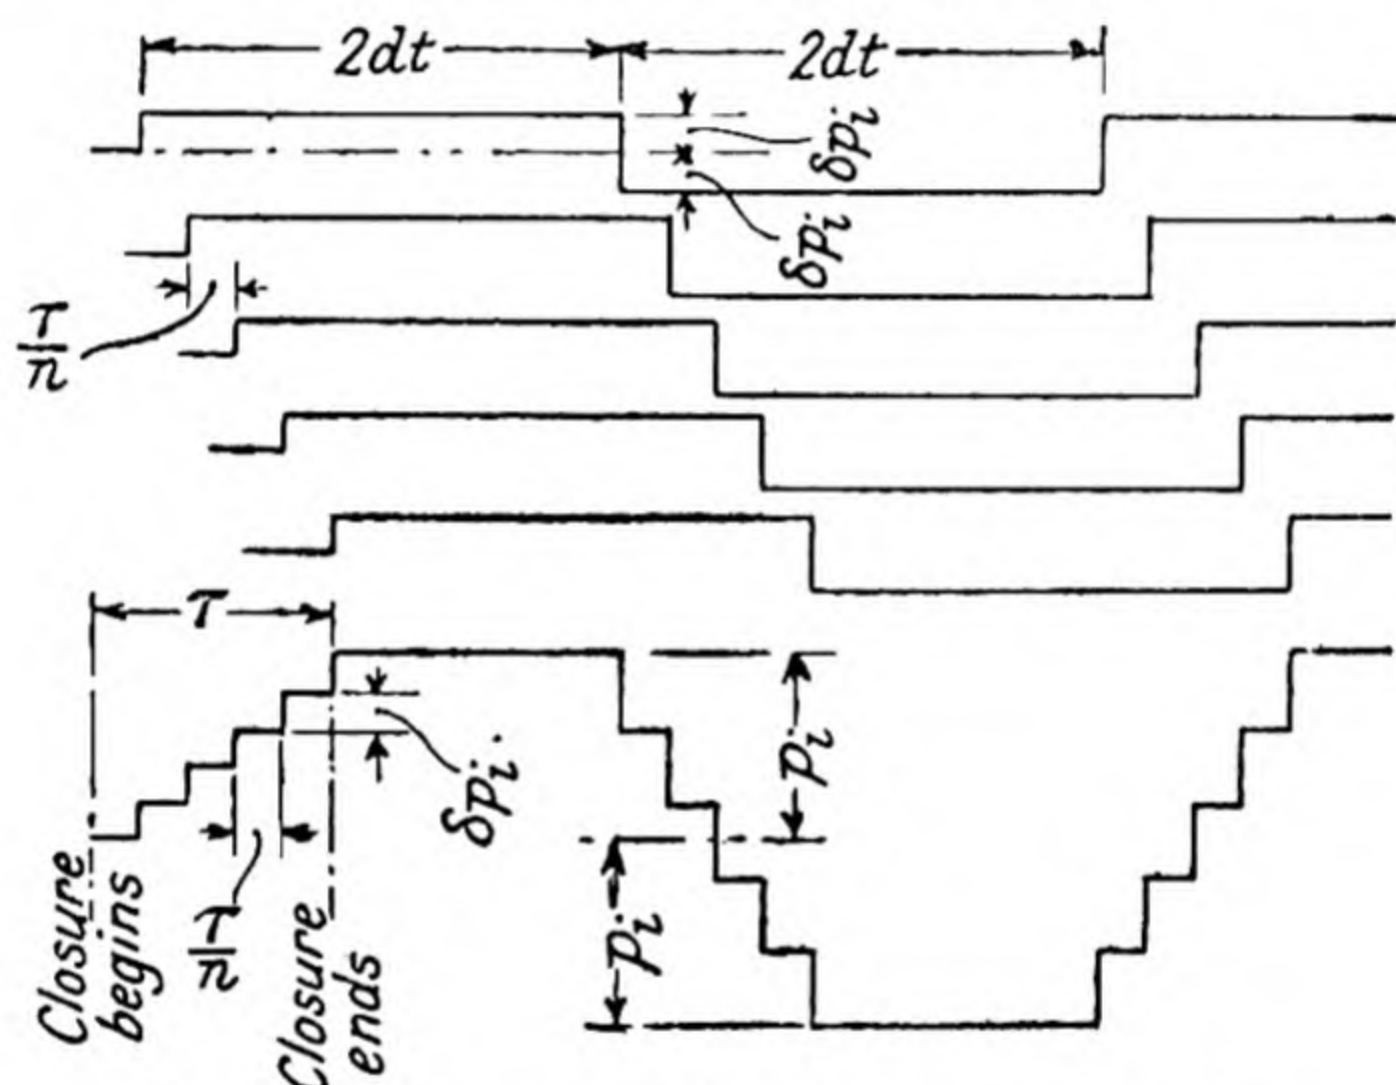 2dt
2dt
δpi
δpi
τ
n
τ
δpi
pi
pi
τ
n
Closure
begins
Closure
ends